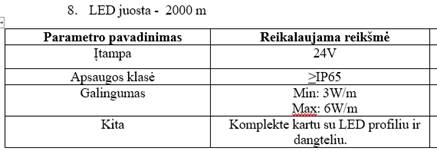 8. LED juosta - 2000 m
Parametro pavadinimas Reikalaujama reikšmė
Įtampa 24V
Apsaugos klasė ≥IP65
Galingumas Min: 3W/m
Max: 6W/m
Kita Komplekte kartu su LED profiliu ir
dangteliu.